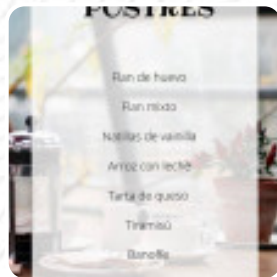 POSTRES
Flan de huevo
Flan mixto
Natillas de vainilla
Arroz con leche
Tarta de queso
Tiramisú
Banoffe